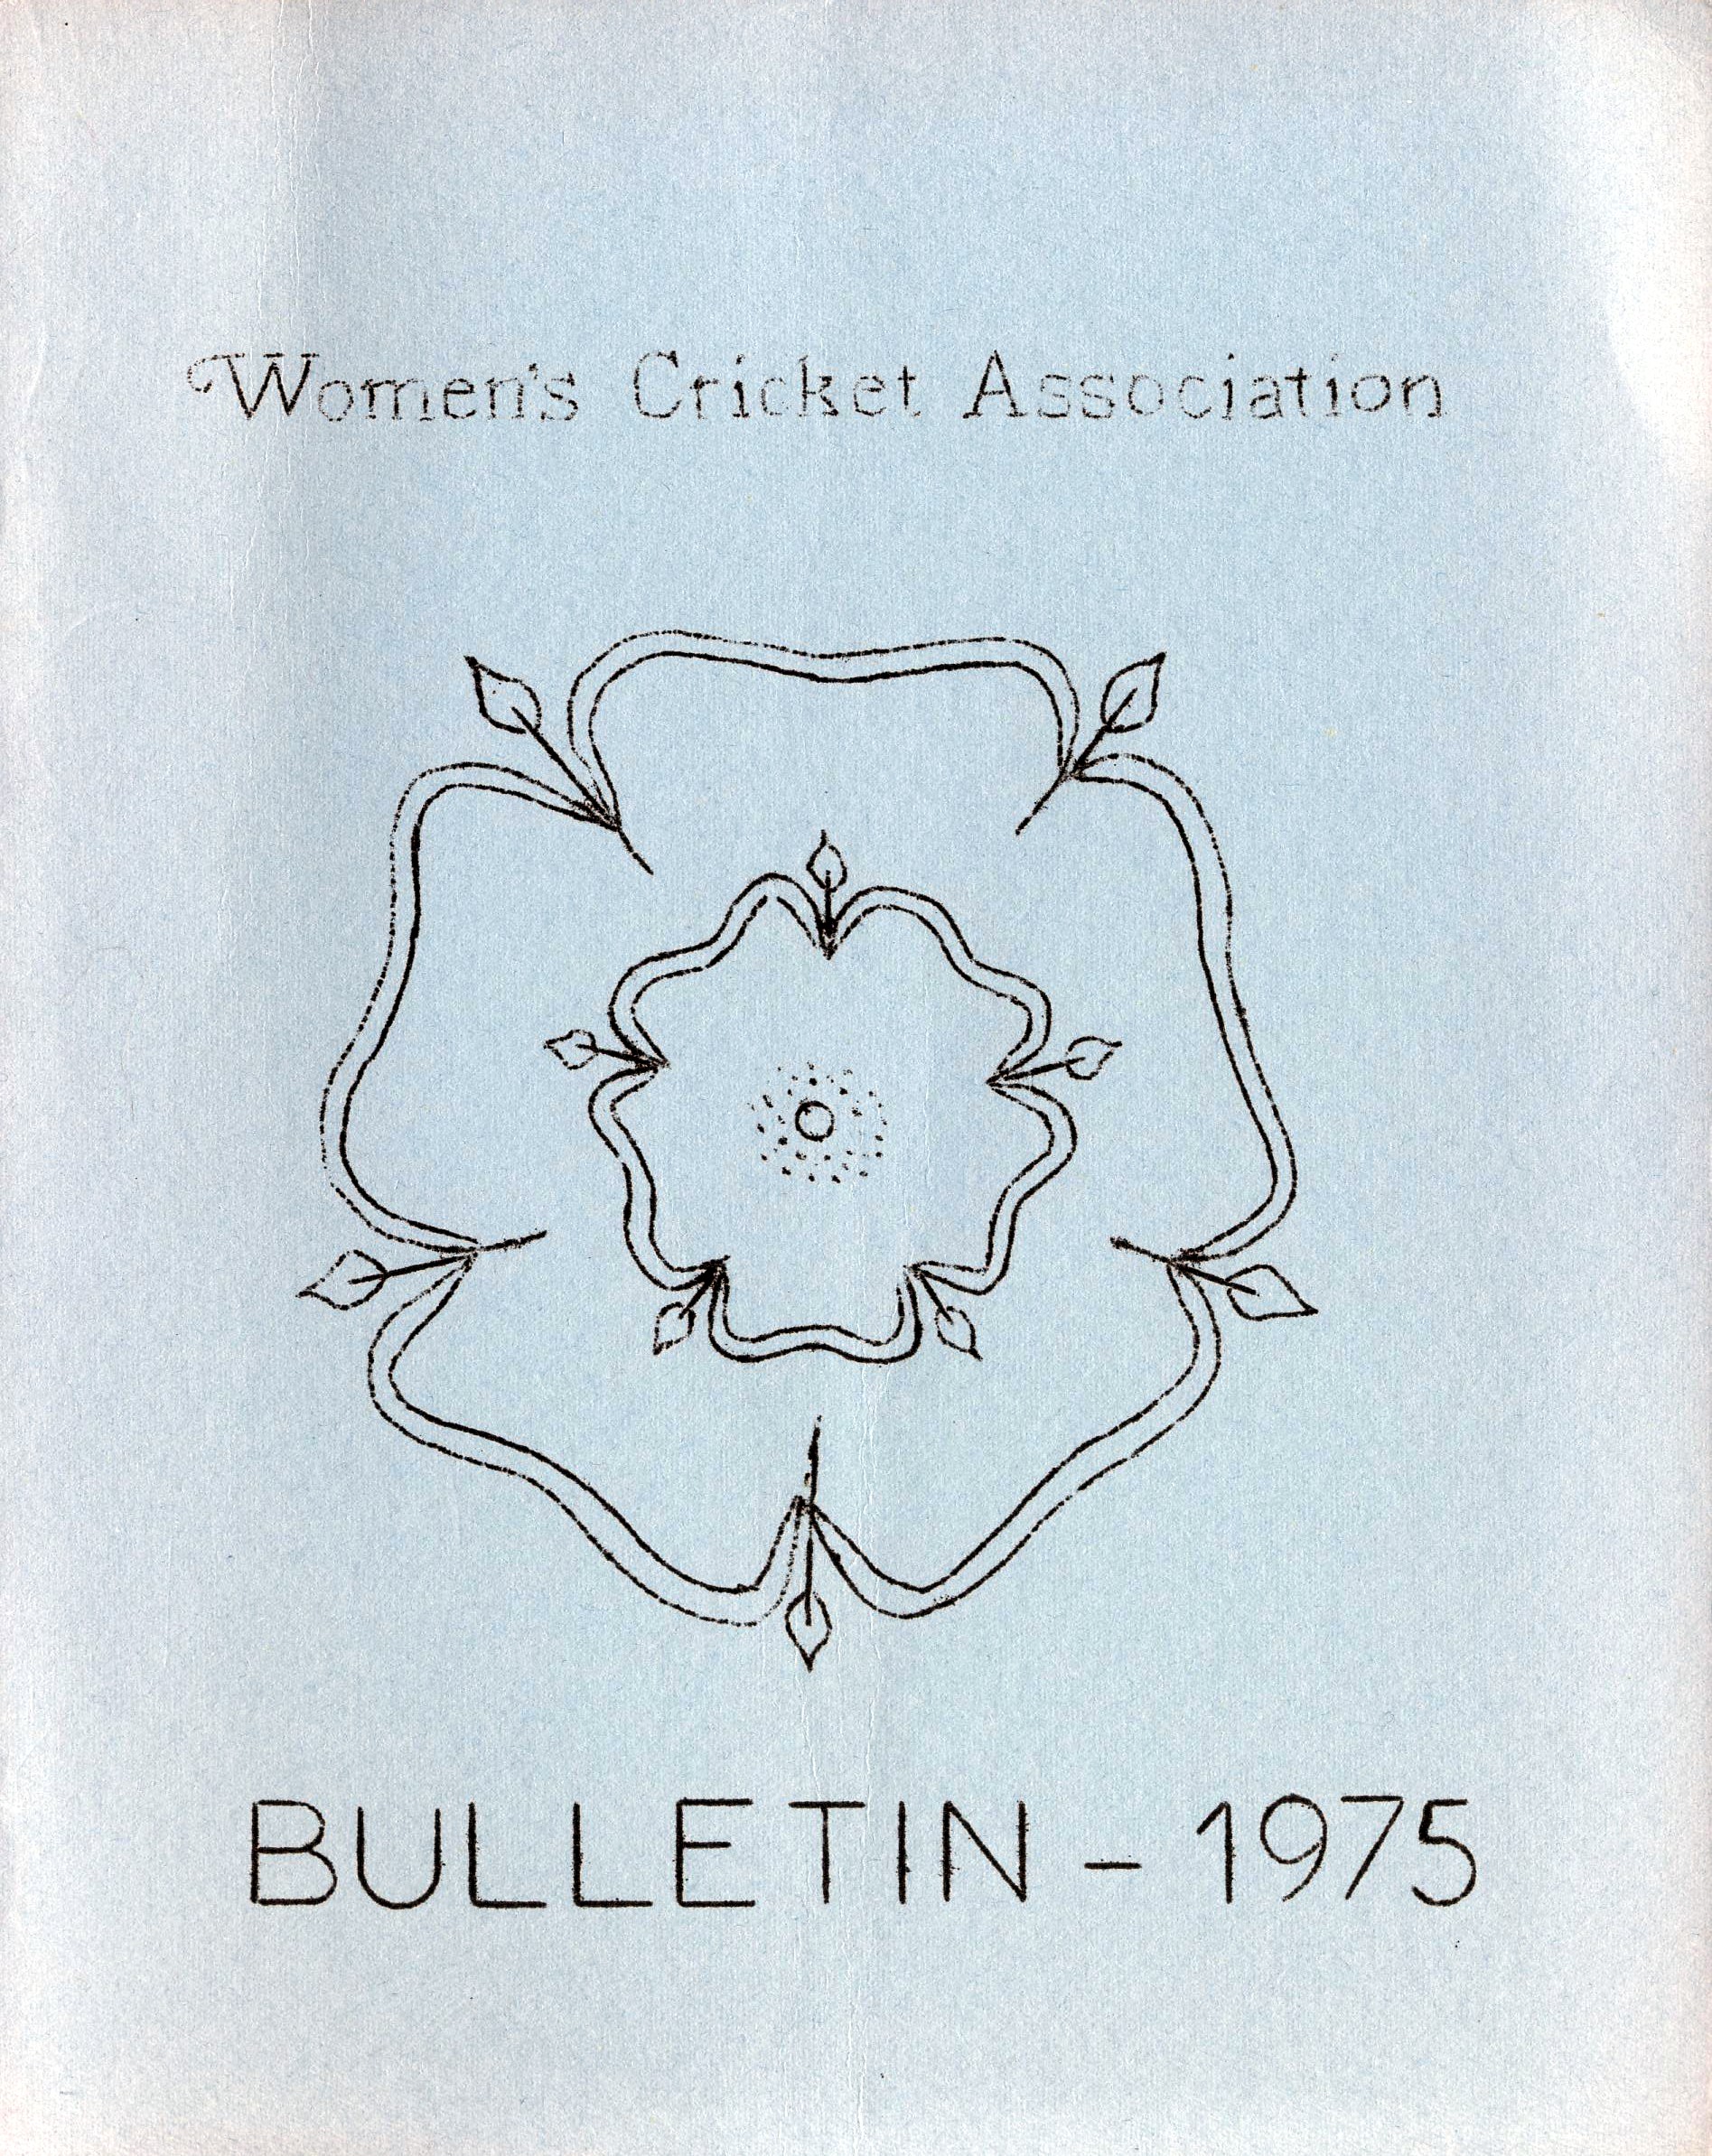 Women's Cricket Association
BULLETIN - 1975